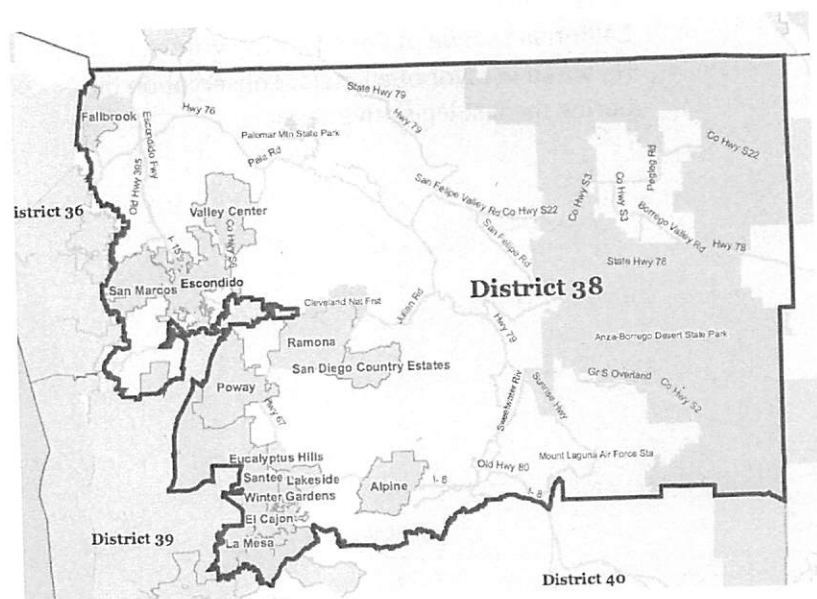 State Hwy 79
Hwy 76
Hwy 79
Fallbrook
Escondido Fwy
Old Hwy 395
Palomar Mtn State Park
Pala Rd
Co Hwy S22
Pegleg Rd
Co Hwy S3
Co Hwy S3
San Felipe Valley Rd Co Hwy S22
Borrego Valley Rd
Hwy 78
istrict 36
Valley Center
Co Hwy S6
I- 15
San Felipe Rd
State Hwy 78
San Marcos
Escondido
District 38
Cleveland Nat Frst
Julian Rd
Hwy 79
Anza-Borrego Desert State Park
Ramona
San Diego Country Estates
Gr S Overland
Co Hwy S2
Poway
Hwy 67
Sweetwater Riv
Sunrise Hwy
Eucalyptus Hills
Mount Laguna Air Force Sta
Santee Lakeside
Alpine
I- 8
Old Hwy 80
Winter Gardens
I- 8
El Cajon
District 39
La Mesa
District 40